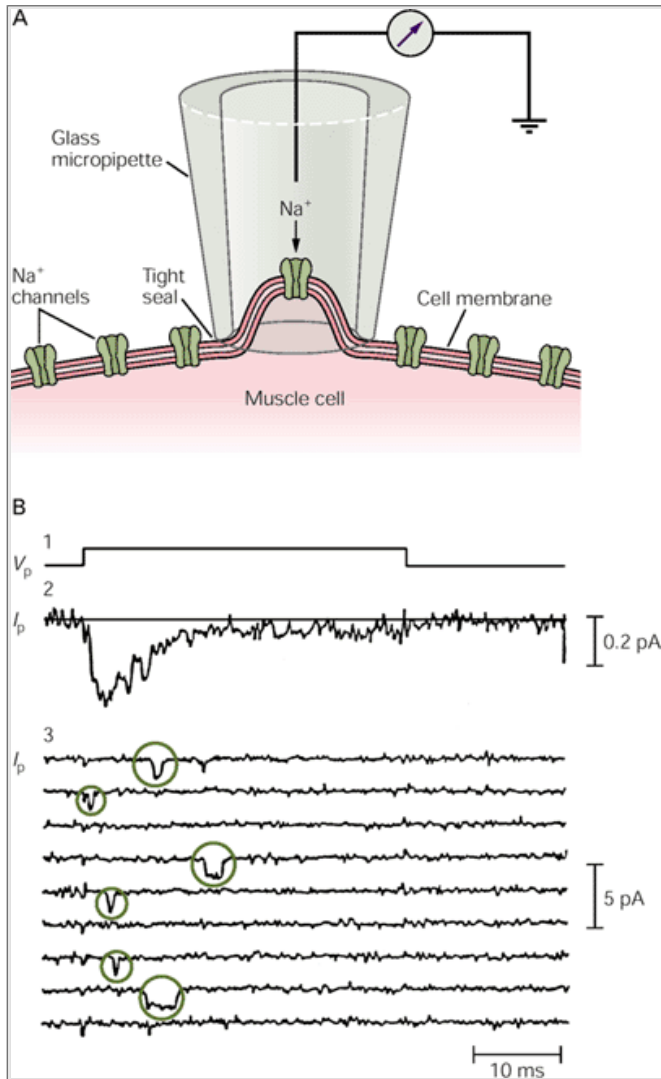 A
Glass
micropipette
Na⁺
Na⁺
channels
Tight
seal
Cell membrane
Muscle cell
B
1
Vₚ
2
Iₚ
0.2 pA
3
Iₚ
5 pA
10 ms